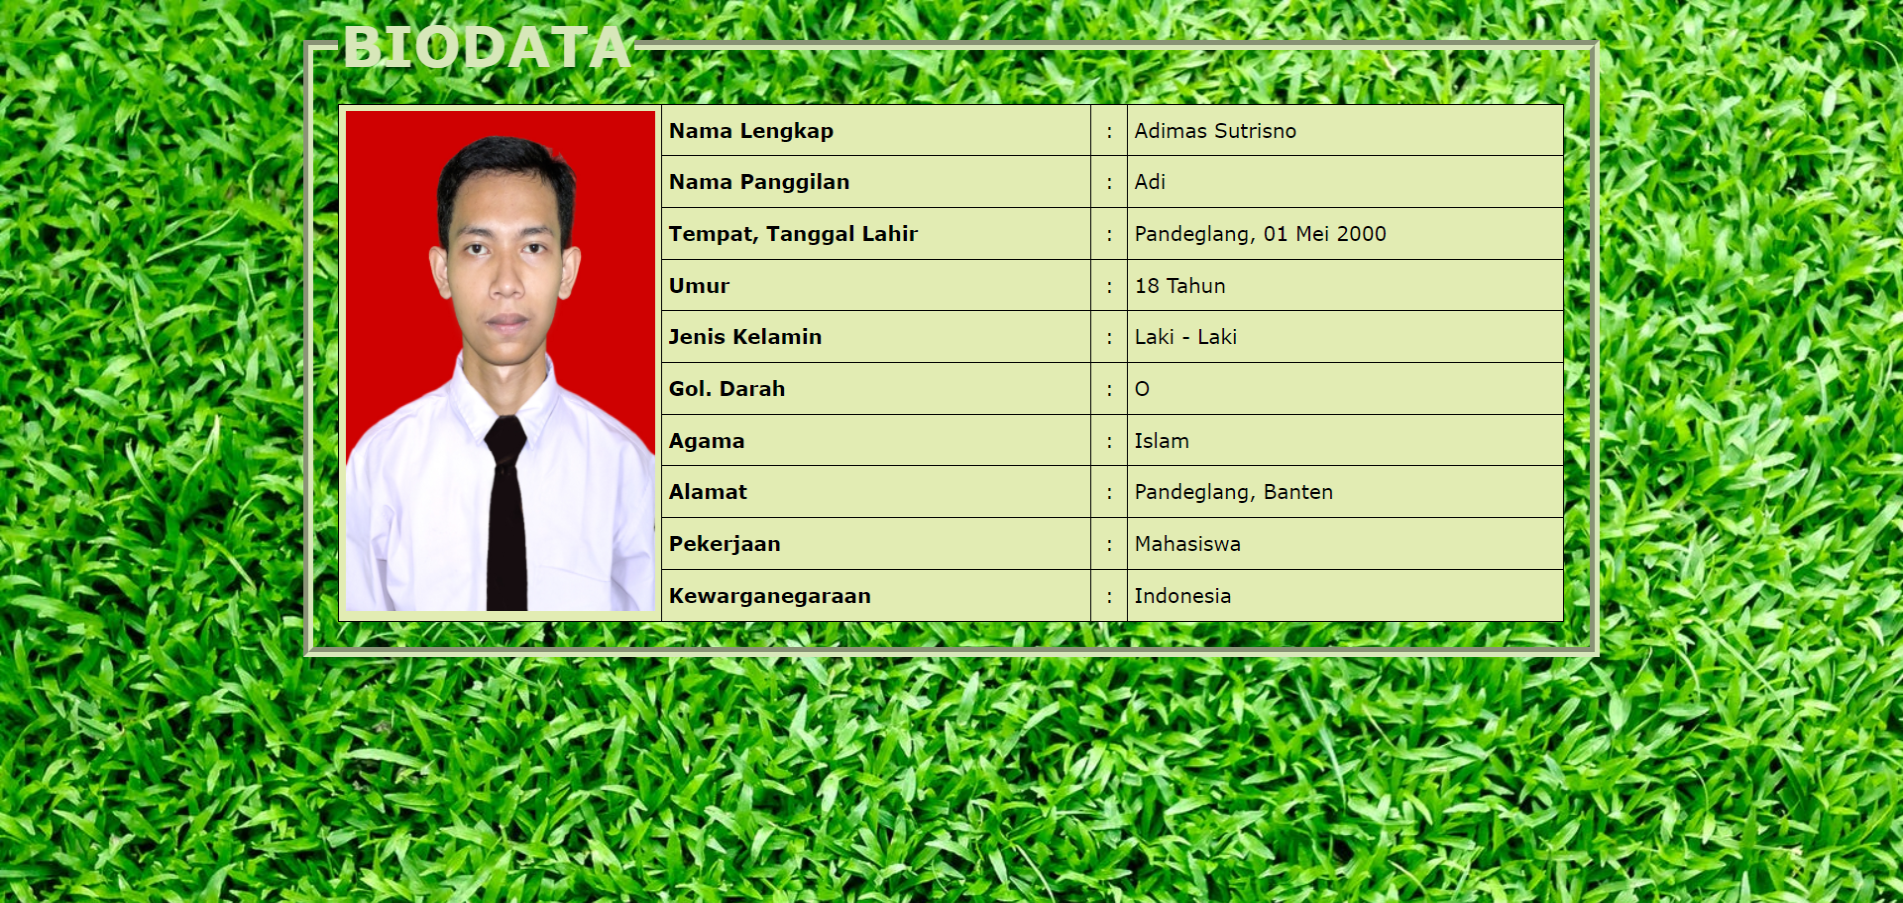 BIODATA
Nama Lengkap : Adimas Sutrisno
Nama Panggilan : Adi
Tempat, Tanggal Lahir : Pandeglang, 01 Mei 2000
Umur : 18 Tahun
Jenis Kelamin : Laki - Laki
Gol. Darah : O
Agama : Islam
Alamat : Pandeglang, Banten
Pekerjaan : Mahasiswa
Kewarganegaraan : Indonesia